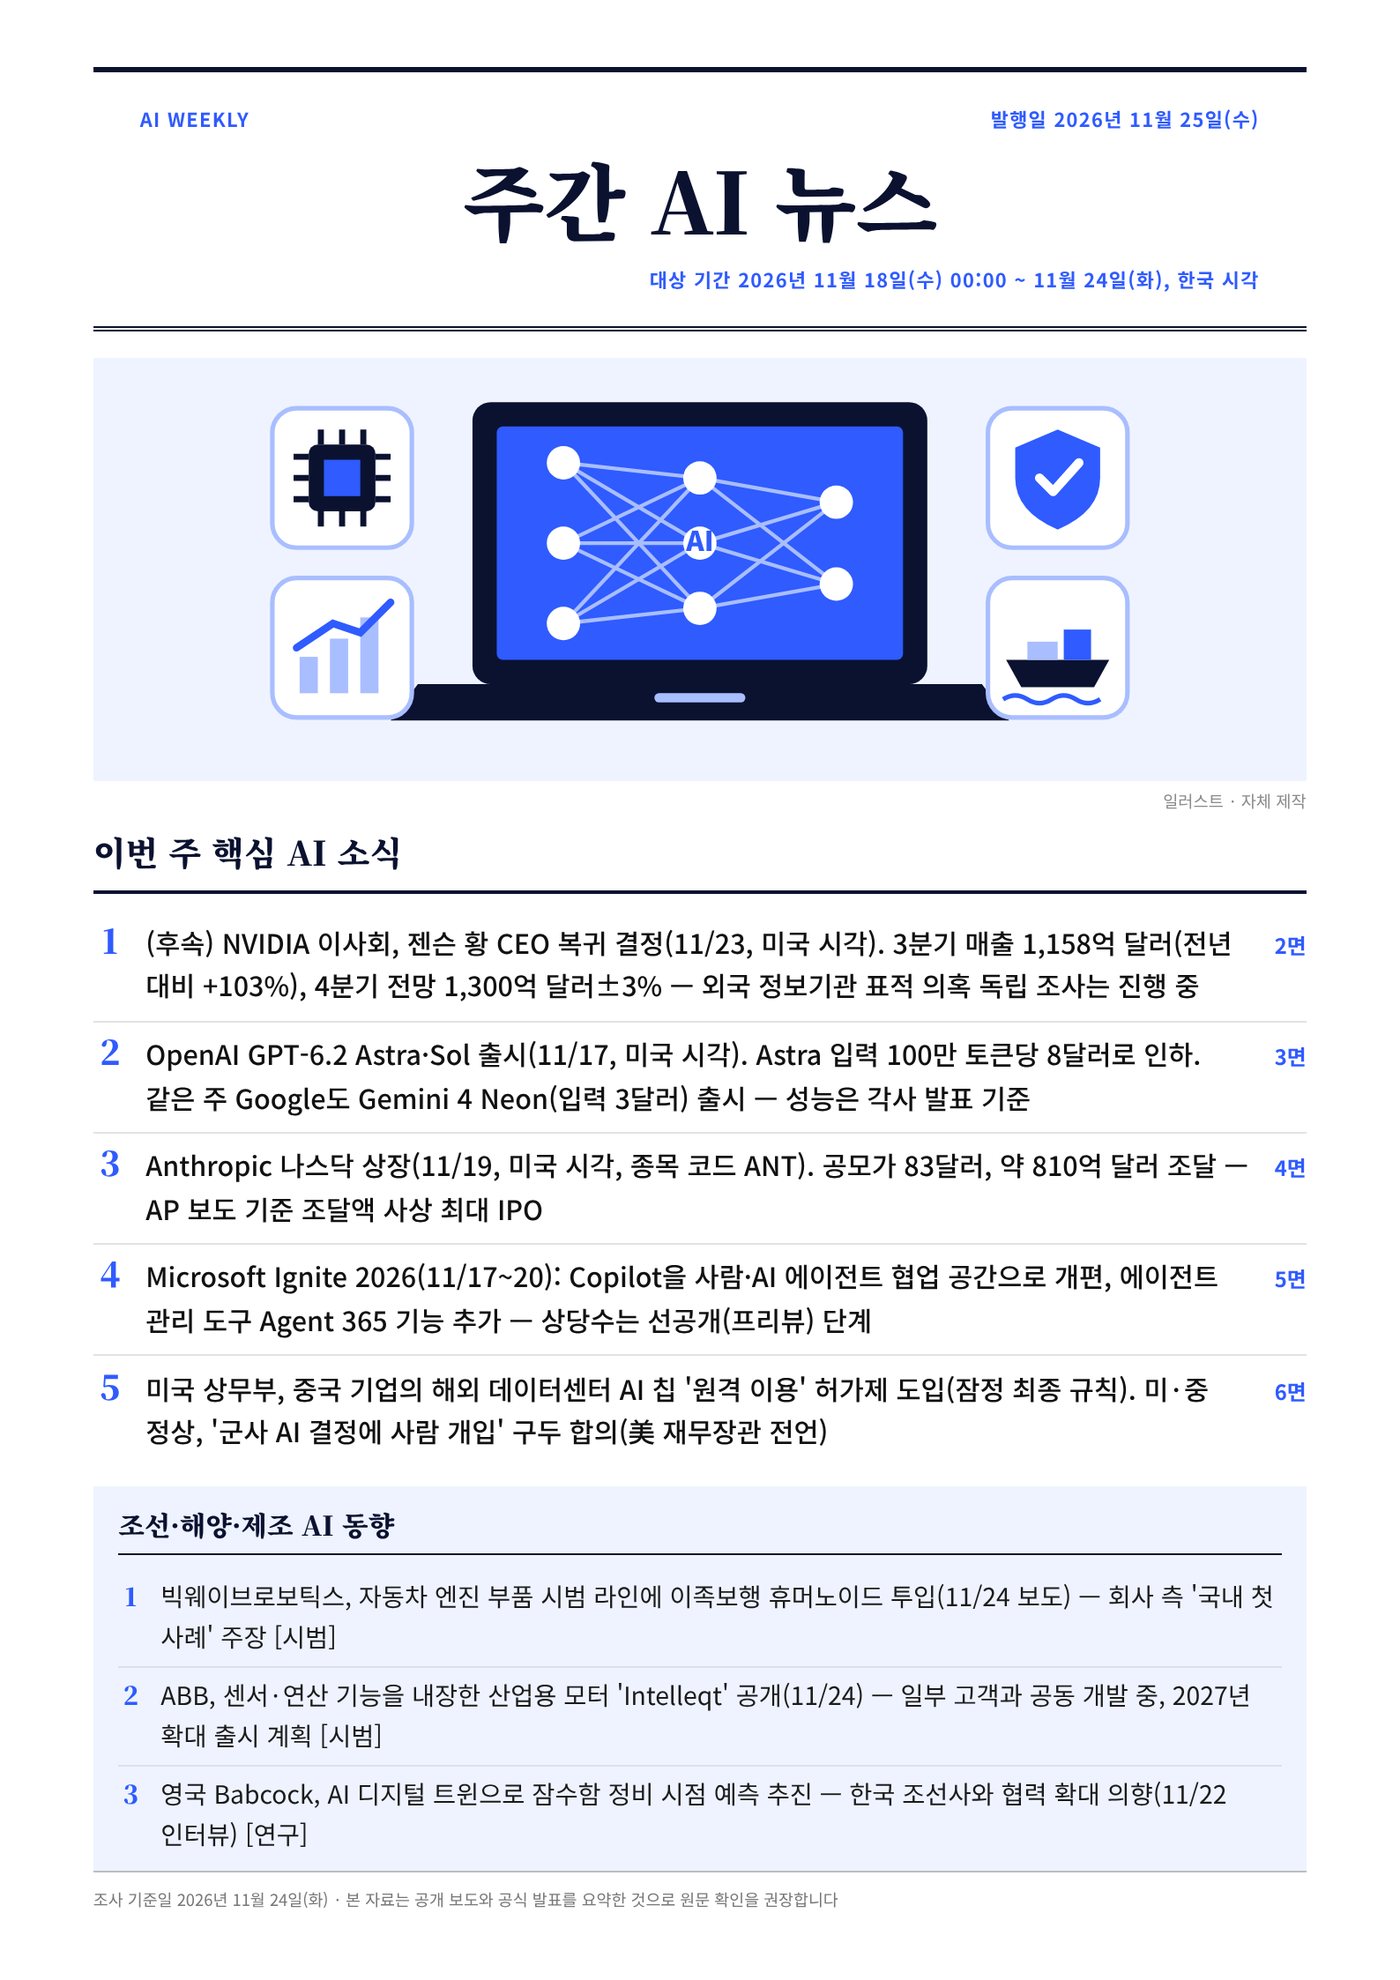 AI WEEKLY
발행일 2026년 11월 25일(수)
주간 AI 뉴스
대상 기간 2026년 11월 18일(수) 00:00 ~ 11월 24일(화), 한국 시각
AI
일러스트 · 자체 제작
이번 주 핵심 AI 소식
1 (후속) NVIDIA 이사회, 젠슨 황 CEO 복귀 결정(11/23, 미국 시각). 3분기 매출 1,158억 달러(전년 2면
대비 +103%), 4분기 전망 1,300억 달러±3% — 외국 정보기관 표적 의혹 독립 조사는 진행 중
2 OpenAI GPT-6.2 Astra·Sol 출시(11/17, 미국 시각). Astra 입력 100만 토큰당 8달러로 인하. 3면
같은 주 Google도 Gemini 4 Neon(입력 3달러) 출시 — 성능은 각사 발표 기준
3 Anthropic 나스닥 상장(11/19, 미국 시각, 종목 코드 ANT). 공모가 83달러, 약 810억 달러 조달 — 4면
AP 보도 기준 조달액 사상 최대 IPO
4 Microsoft Ignite 2026(11/17~20): Copilot을 사람·AI 에이전트 협업 공간으로 개편, 에이전트 5면
관리 도구 Agent 365 기능 추가 — 상당수는 선공개(프리뷰) 단계
5 미국 상무부, 중국 기업의 해외 데이터센터 AI 칩 '원격 이용' 허가제 도입(잠정 최종 규칙). 미·중 6면
정상, '군사 AI 결정에 사람 개입' 구두 합의(美 재무장관 전언)
조선·해양·제조 AI 동향
1 빅웨이브로보틱스, 자동차 엔진 부품 시범 라인에 이족보행 휴머노이드 투입(11/24 보도) — 회사 측 '국내 첫
사례' 주장 [시범]
2 ABB, 센서·연산 기능을 내장한 산업용 모터 'Intelleqt' 공개(11/24) — 일부 고객과 공동 개발 중, 2027년
확대 출시 계획 [시범]
3 영국 Babcock, AI 디지털 트윈으로 잠수함 정비 시점 예측 추진 — 한국 조선사와 협력 확대 의향(11/22
인터뷰) [연구]
조사 기준일 2026년 11월 24일(화) · 본 자료는 공개 보도와 공식 발표를 요약한 것으로 원문 확인을 권장합니다